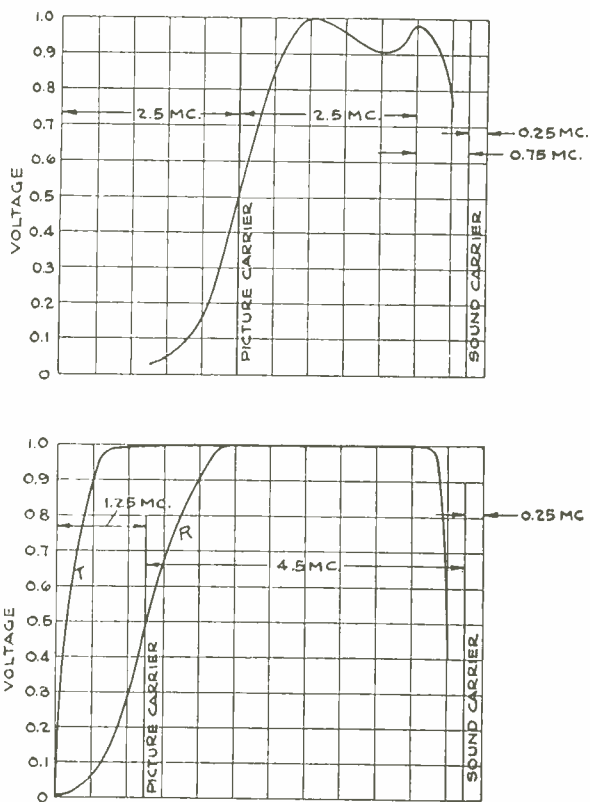 1.0
0.9
0.8
0.7
0.6
0.5
0.4
0.3
0.2
0.1
0
VOLTAGE
2.5 MC.
2.5 MC.
0.25 MC.
0.75 MC.
PICTURE CARRIER
SOUND CARRIER
1.0
0.9
0.8
0.7
0.6
0.5
0.4
0.3
0.2
0.1
0
VOLTAGE
1.25 MC.
T
R
4.5 MC.
0.25 MC
PICTURE CARRIER
SOUND CARRIER